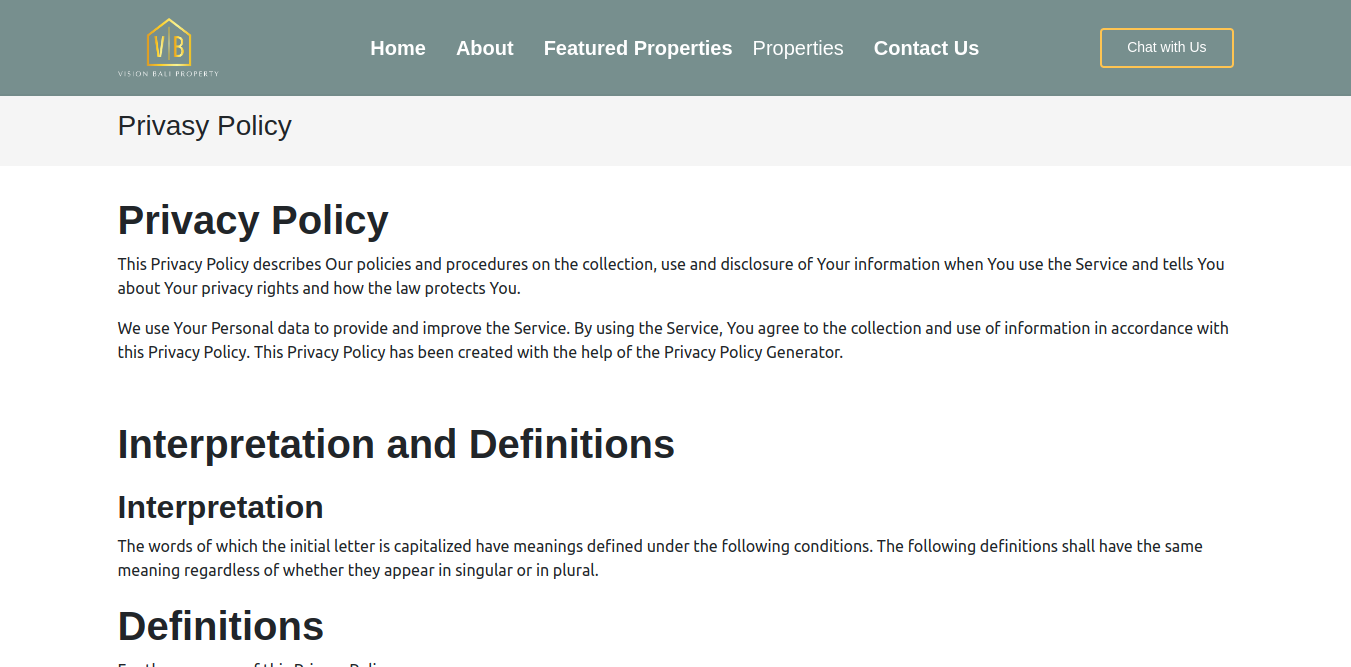 VB
VISION BALI PROPERTY
Home About Featured Properties Properties Contact Us
Chat with Us
Privasy Policy
Privacy Policy
This Privacy Policy describes Our policies and procedures on the collection, use and disclosure of Your information when You use the Service and tells You
about Your privacy rights and how the law protects You.
We use Your Personal data to provide and improve the Service. By using the Service, You agree to the collection and use of information in accordance with
this Privacy Policy. This Privacy Policy has been created with the help of the Privacy Policy Generator.
Interpretation and Definitions
Interpretation
The words of which the initial letter is capitalized have meanings defined under the following conditions. The following definitions shall have the same
meaning regardless of whether they appear in singular or in plural.
Definitions